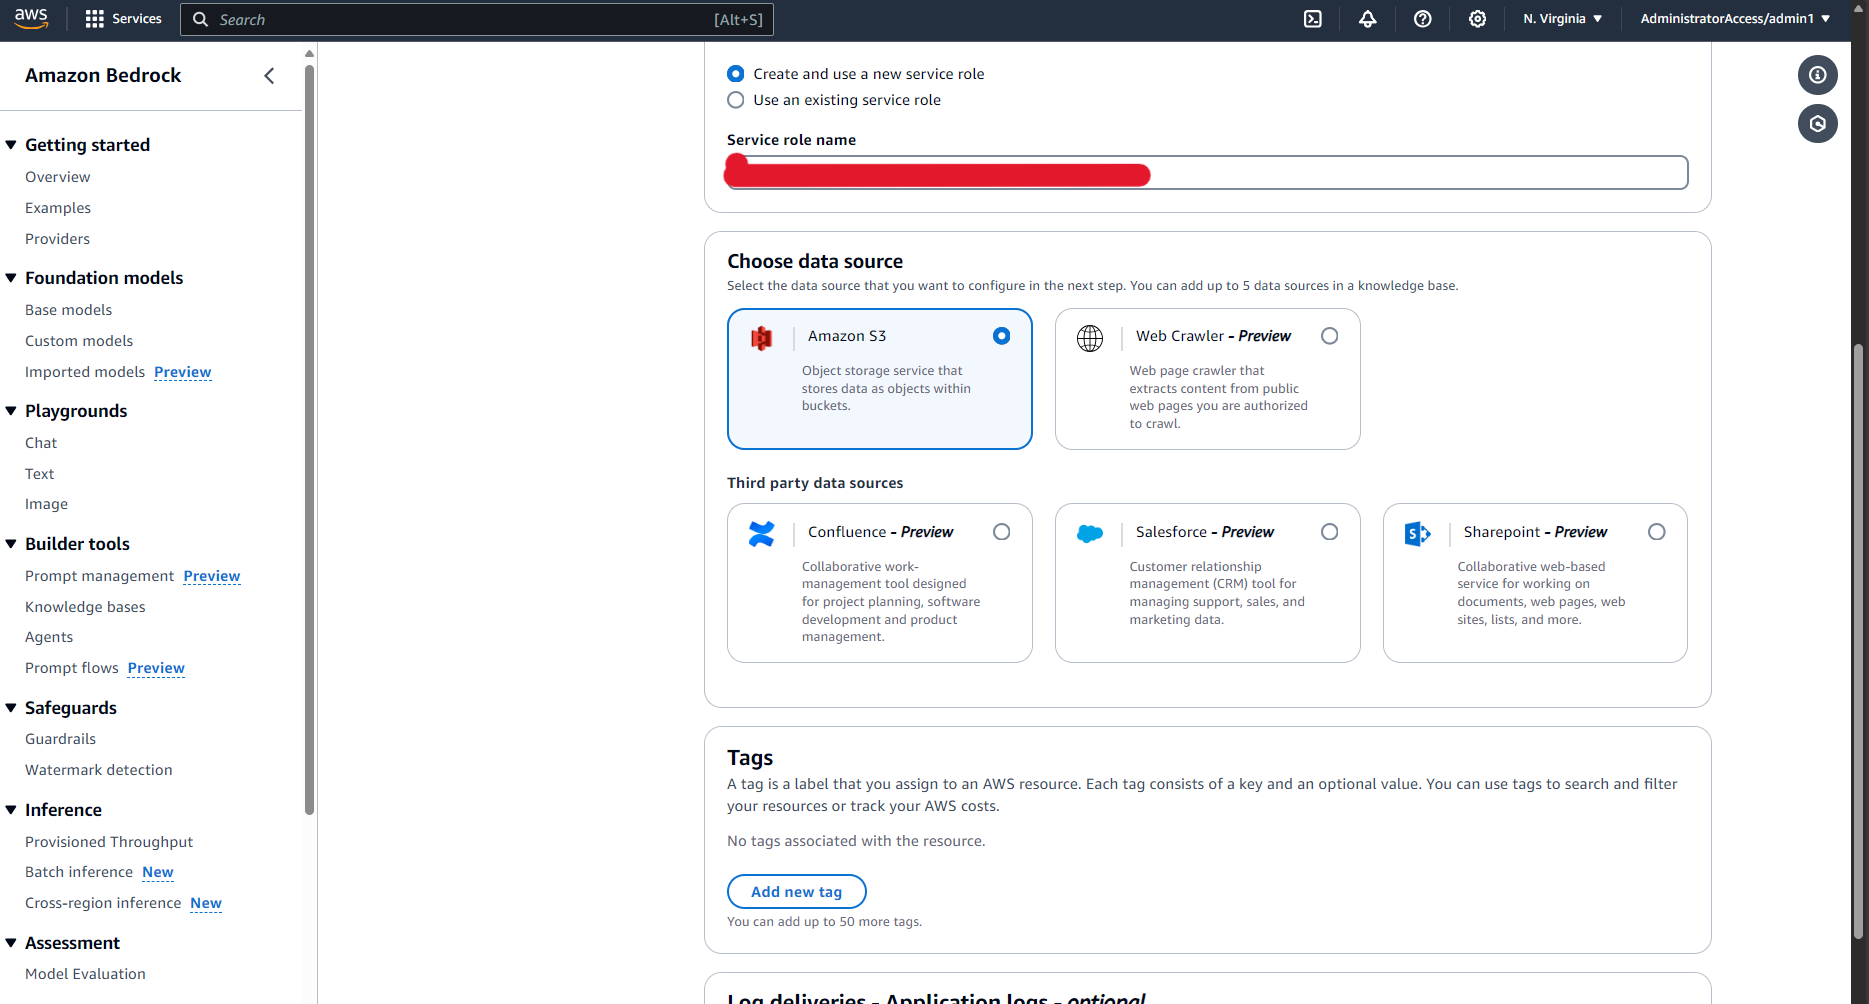 aws
Services
Search
[Alt+S]
N. Virginia
AdministratorAccess/admin1
Amazon Bedrock
Getting started
Overview
Examples
Providers
Foundation models
Base models
Custom models
Imported models Preview
Playgrounds
Chat
Text
Image
Builder tools
Prompt management Preview
Knowledge bases
Agents
Prompt flows Preview
Safeguards
Guardrails
Watermark detection
Inference
Provisioned Throughput
Batch inference New
Cross-region inference New
Assessment
Model Evaluation
Create and use a new service role
Use an existing service role
Service role name
Choose data source
Select the data source that you want to configure in the next step. You can add up to 5 data sources in a knowledge base.
Amazon S3
Object storage service that
stores data as objects within
buckets.
Web Crawler - Preview
Web page crawler that
extracts content from public
web pages you are authorized
to crawl.
Third party data sources
Confluence - Preview
Collaborative work-
management tool designed
for project planning, software
development and product
management.
Salesforce - Preview
Customer relationship
management (CRM) tool for
managing support, sales, and
marketing data.
Sharepoint - Preview
Collaborative web-based
service for working on
documents, web pages, web
sites, lists, and more.
Tags
A tag is a label that you assign to an AWS resource. Each tag consists of a key and an optional value. You can use tags to search and filter
your resources or track your AWS costs.
No tags associated with the resource.
Add new tag
You can add up to 50 more tags.
Log deliveries - Application logs - optional